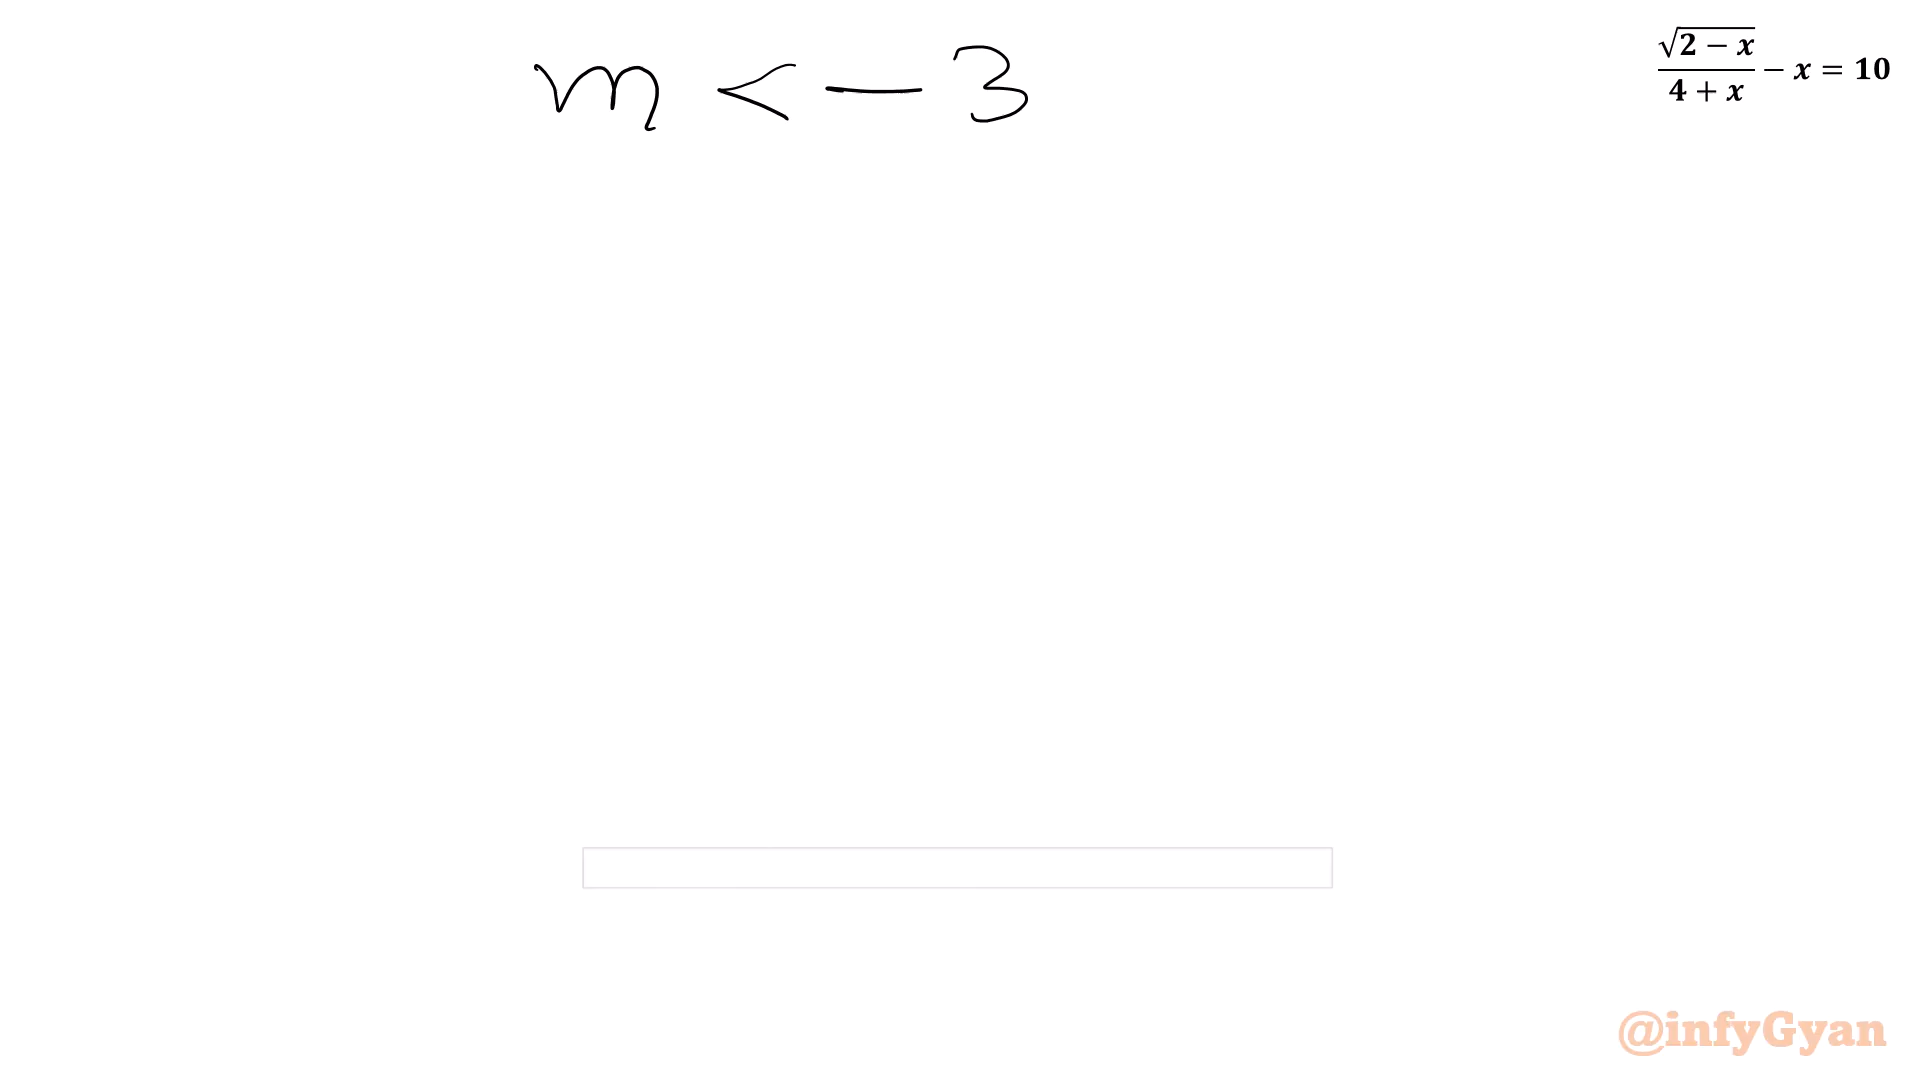 m < - 3
√(2 − x) / (4 + x) − x = 10
@infyGyan